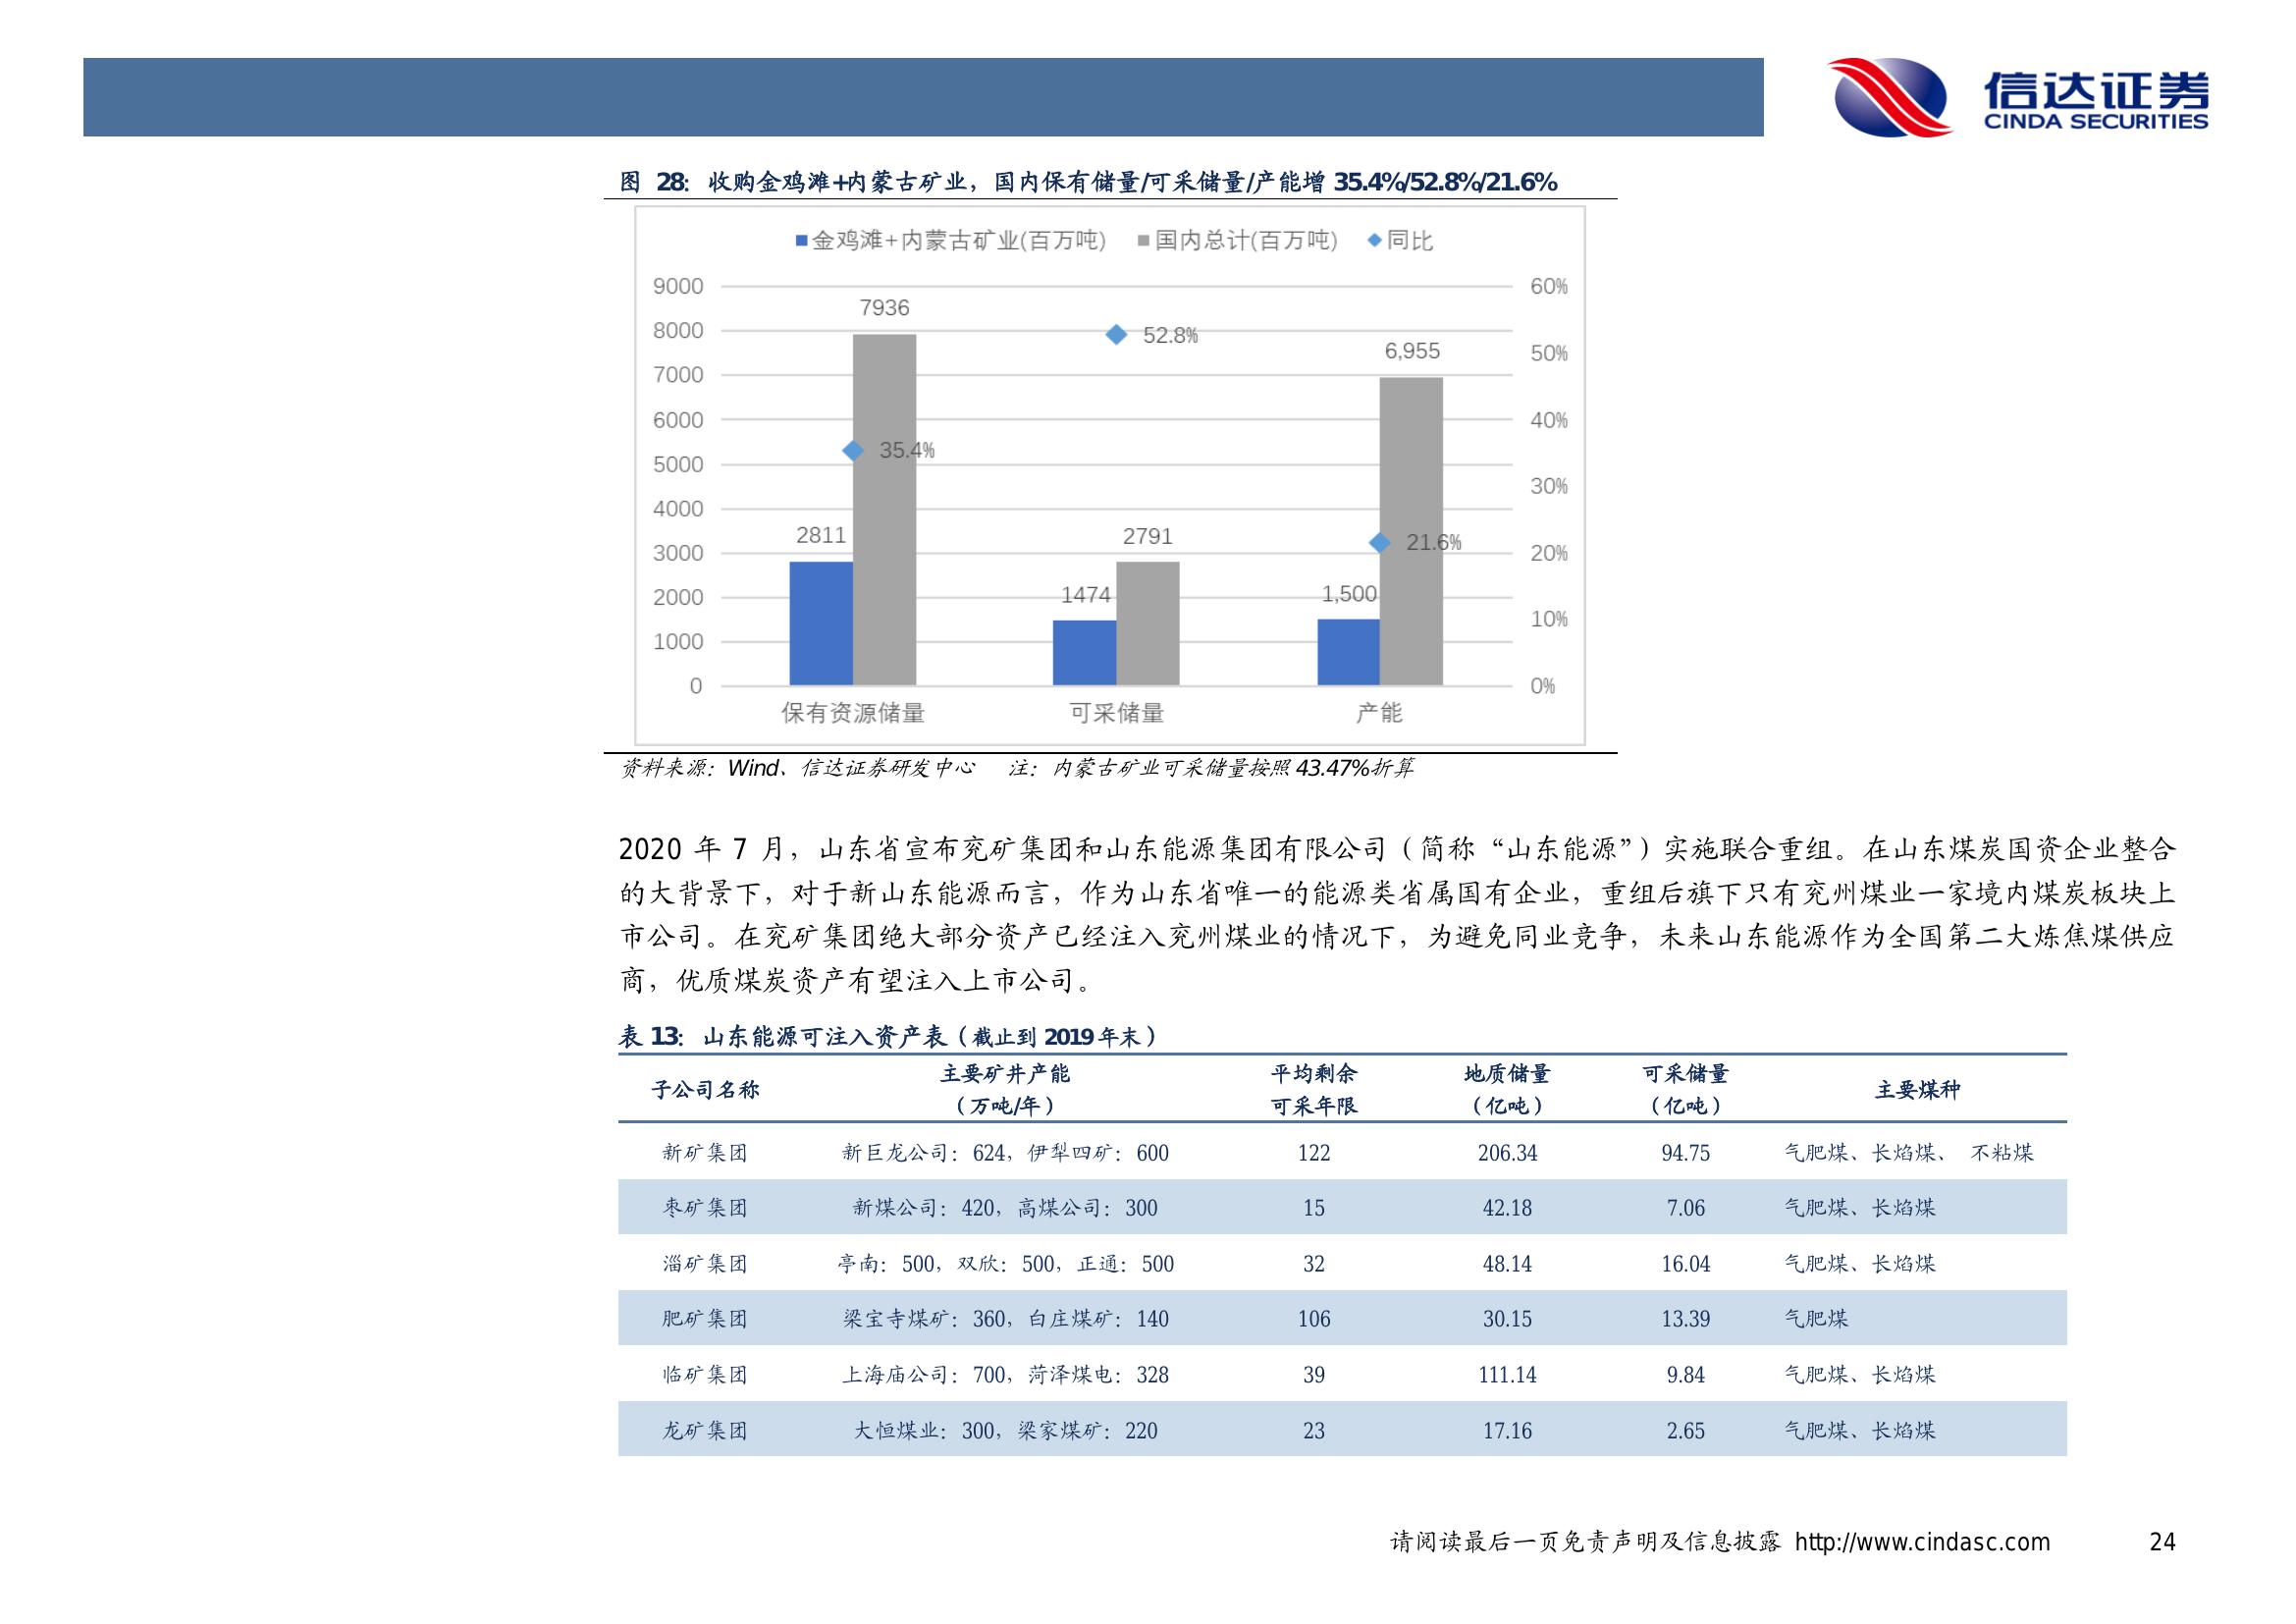 信达证券
CINDA SECURITIES
图 28：收购金鸡滩+内蒙古矿业，国内保有储量/可采储量/产能增 35.4%/52.8%/21.6%
金鸡滩+内蒙古矿业(百万吨) 国内总计(百万吨) 同比
9000 60%
7936
8000 52.8%
6,955 50%
7000
6000 40%
35.4%
5000
30%
4000
2811 2791 21.6%
3000 20%
1474 1,500
2000
10%
1000
0 0%
保有资源储量 可采储量 产能
资料来源：Wind、信达证券研发中心 注：内蒙古矿业可采储量按照 43.47%折算
2020 年 7 月，山东省宣布兖矿集团和山东能源集团有限公司（简称“山东能源”）实施联合重组。在山东煤炭国资企业整合
的大背景下，对于新山东能源而言，作为山东省唯一的能源类省属国有企业，重组后旗下只有兖州煤业一家境内煤炭板块上
市公司。在兖矿集团绝大部分资产已经注入兖州煤业的情况下，为避免同业竞争，未来山东能源作为全国第二大炼焦煤供应
商，优质煤炭资产有望注入上市公司。
表 13：山东能源可注入资产表（截止到 2019 年末）
子公司名称 主要矿井产能 平均剩余 地质储量 可采储量 主要煤种
（万吨/年） 可采年限 （亿吨） （亿吨）
新矿集团 新巨龙公司：624，伊犁四矿：600 122 206.34 94.75 气肥煤、长焰煤、 不粘煤
枣矿集团 新煤公司：420，高煤公司：300 15 42.18 7.06 气肥煤、长焰煤
淄矿集团 亭南：500，双欣：500，正通：500 32 48.14 16.04 气肥煤、长焰煤
肥矿集团 梁宝寺煤矿：360，白庄煤矿：140 106 30.15 13.39 气肥煤
临矿集团 上海庙公司：700，菏泽煤电：328 39 111.14 9.84 气肥煤、长焰煤
龙矿集团 大恒煤业：300，梁家煤矿：220 23 17.16 2.65 气肥煤、长焰煤
请阅读最后一页免责声明及信息披露 http://www.cindasc.com 24